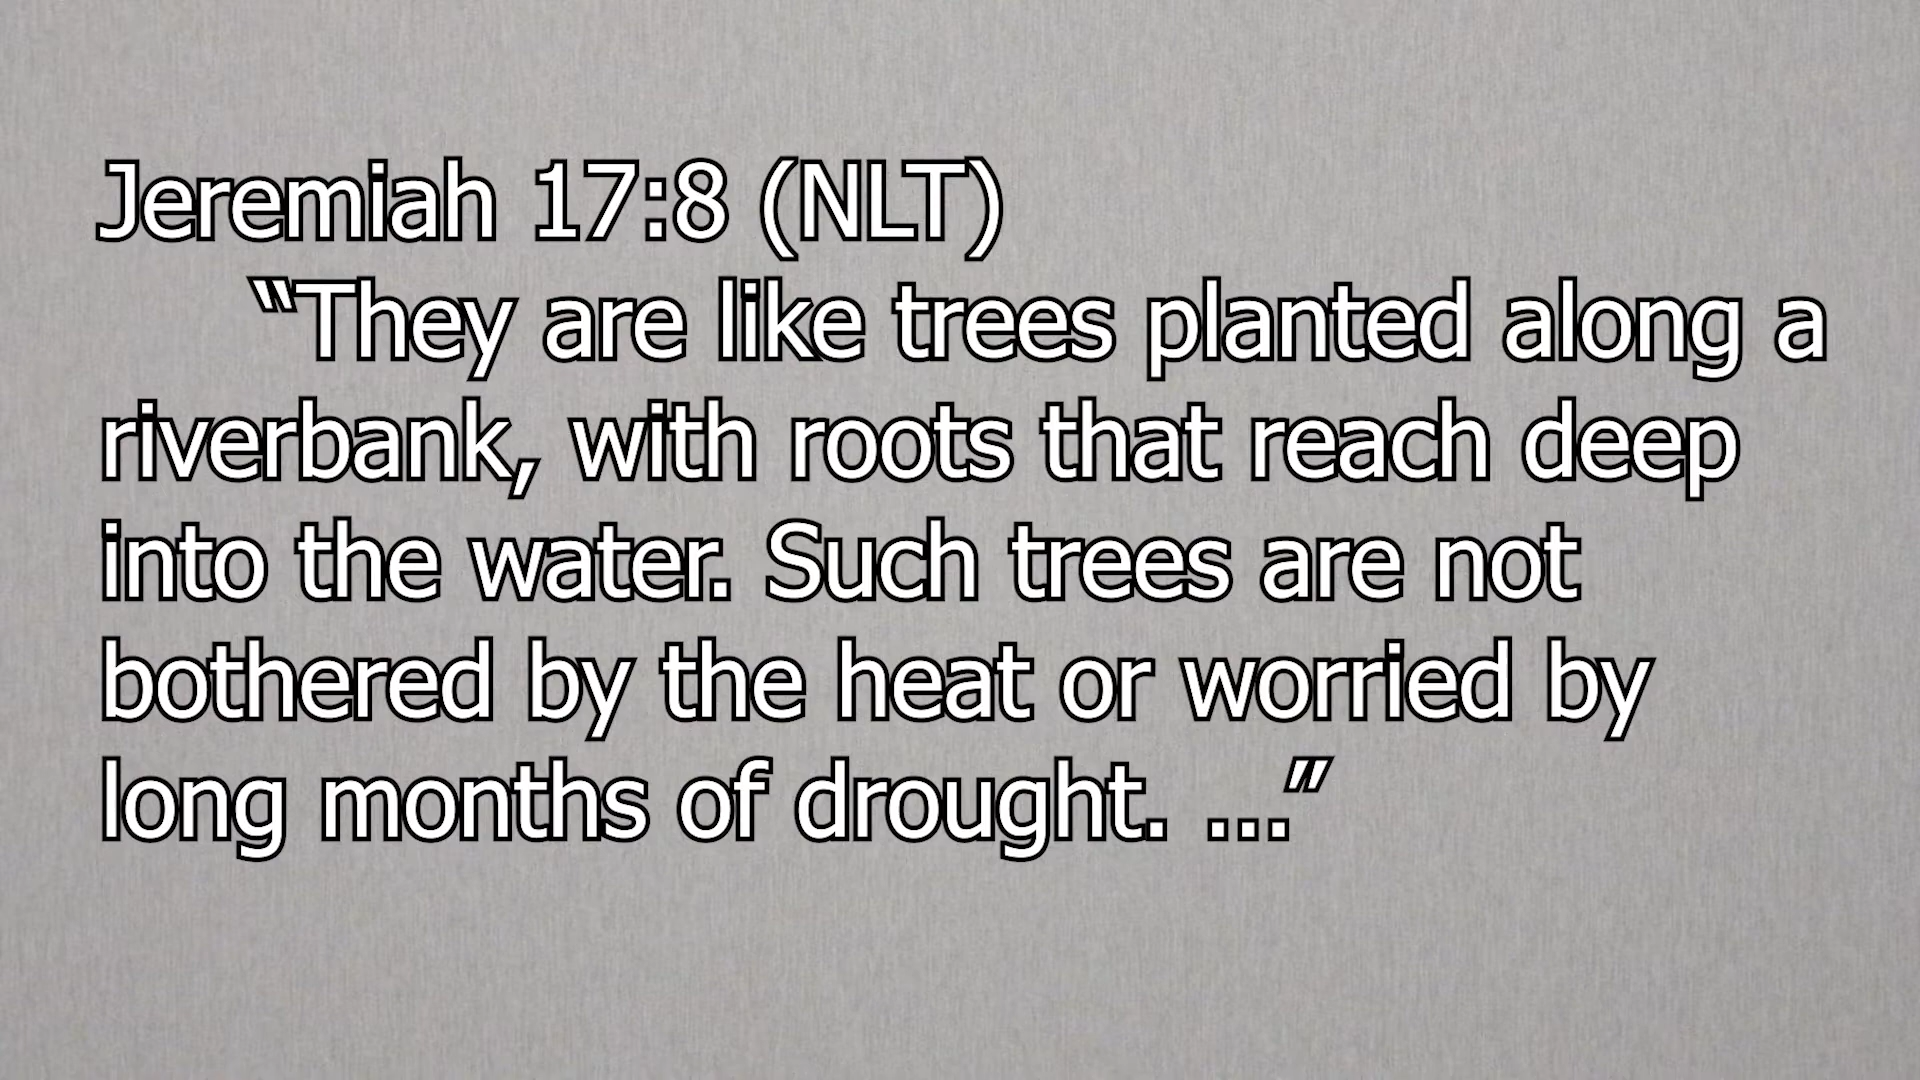 Jeremiah 17:8 (NLT)
“They are like trees planted along a
riverbank, with roots that reach deep
into the water. Such trees are not
bothered by the heat or worried by
long months of drought. ...”